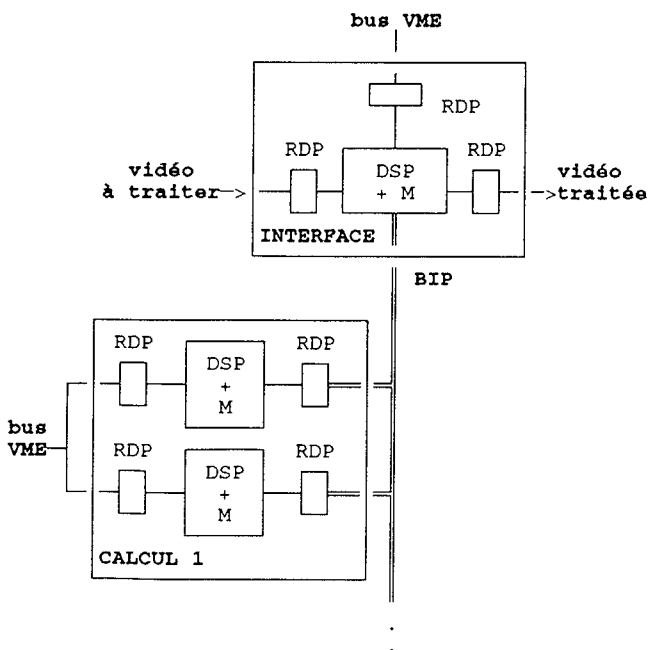 bus VME
RDP
RDP
RDP
vidéo
à traiter
DSP
+ M
vidéo
traitée
INTERFACE
BIP
RDP
RDP
DSP
+
M
bus
VME
RDP
RDP
DSP
+
M
CALCUL 1